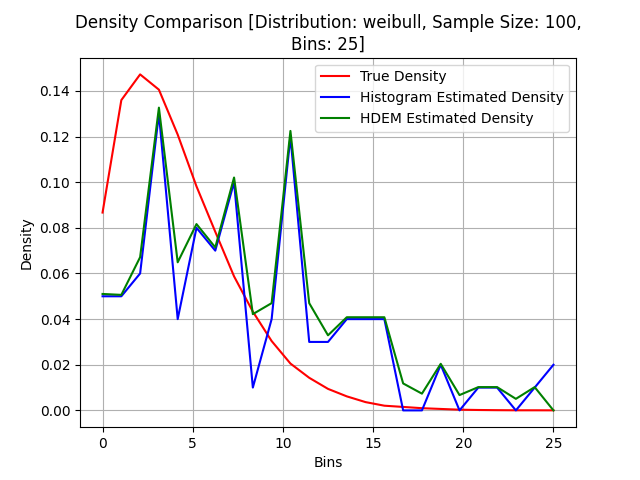 Density Comparison [Distribution: weibull, Sample Size: 100,
Bins: 25]
True Density
Histogram Estimated Density
HDEM Estimated Density
Density
0.14
0.12
0.10
0.08
0.06
0.04
0.02
0.00
0 5 10 15 20 25
Bins